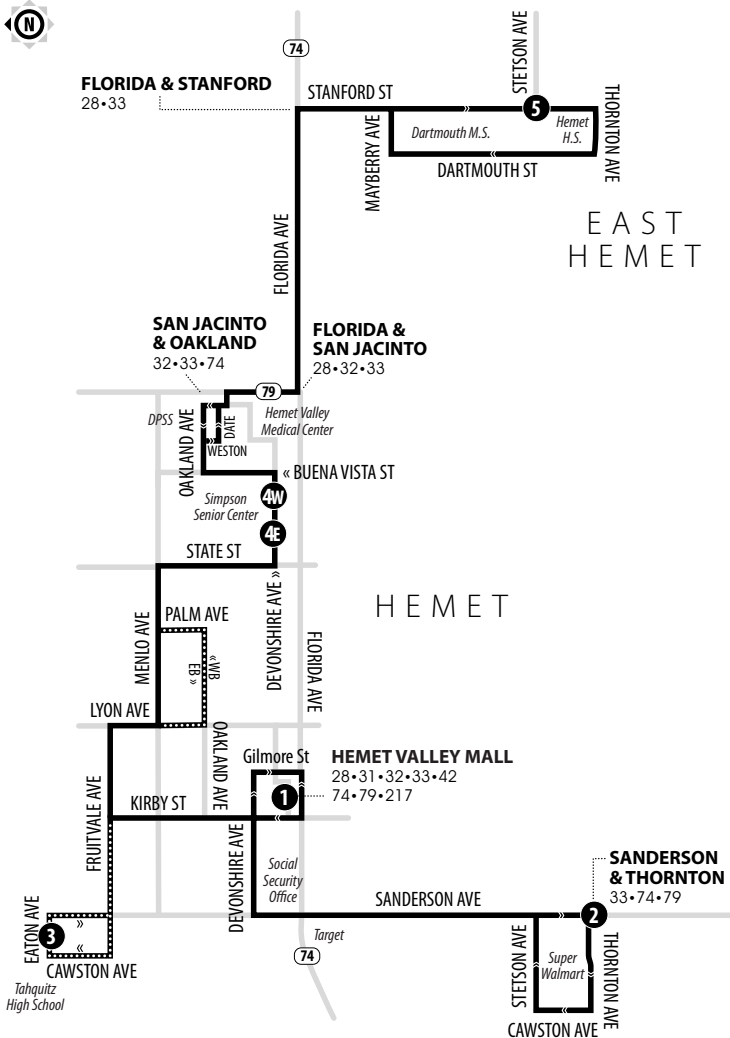 N
74
FLORIDA & STANFORD
28•33
STANFORD ST
STETSON AVE
5
THORNTON AVE
MAYBERRY AVE
Dartmouth M.S.
Hemet
H.S.
DARTMOUTH ST
EAST
HEMET
FLORIDA AVE
SAN JACINTO
& OAKLAND
32•33•74
FLORIDA &
SAN JACINTO
28•32•33
79
DPSS
OAKLAND AVE
DATE
WESTON
Hemet Valley
Medical Center
« BUENA VISTA ST
4W
Simpson
Senior Center
4E
STATE ST
DEVONSHIRE AVE »
HEMET
MENLO AVE
PALM AVE
« WB
EB »
FLORIDA AVE
LYON AVE
OAKLAND AVE
Gilmore St
HEMET VALLEY MALL
28•31•32•33•42
74•79•217
1
FRUITVALE AVE
KIRBY ST
DEVONSHIRE AVE
Social
Security
Office
SANDERSON AVE
SANDERSON
& THORNTON
33•74•79
2
EATON AVE
3
CAWSTON AVE
Tahquitz
High School
Target
74
STETSON AVE
Super
Walmart
THORNTON AVE
CAWSTON AVE